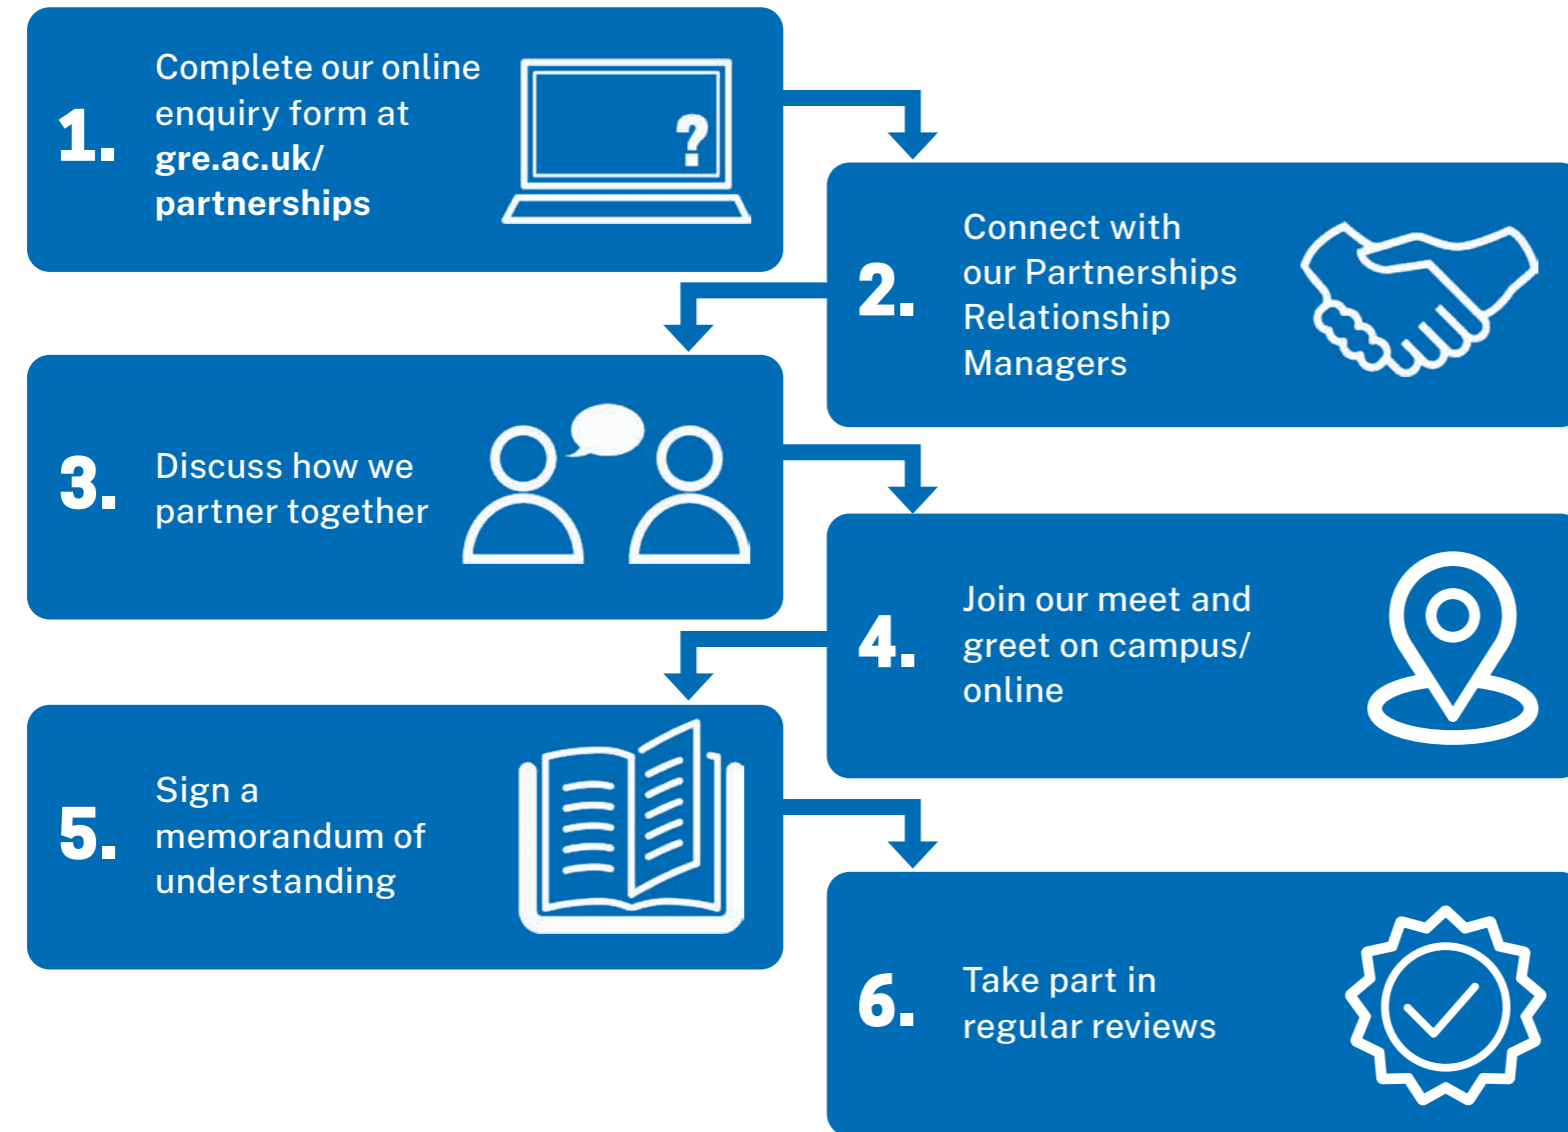 1.
Complete our online
enquiry form at
gre.ac.uk/
partnerships
?
2.
Connect with
our Partnerships
Relationship
Managers
3.
Discuss how we
partner together
4.
Join our meet and
greet on campus/
online
5.
Sign a
memorandum of
understanding
6.
Take part in
regular reviews